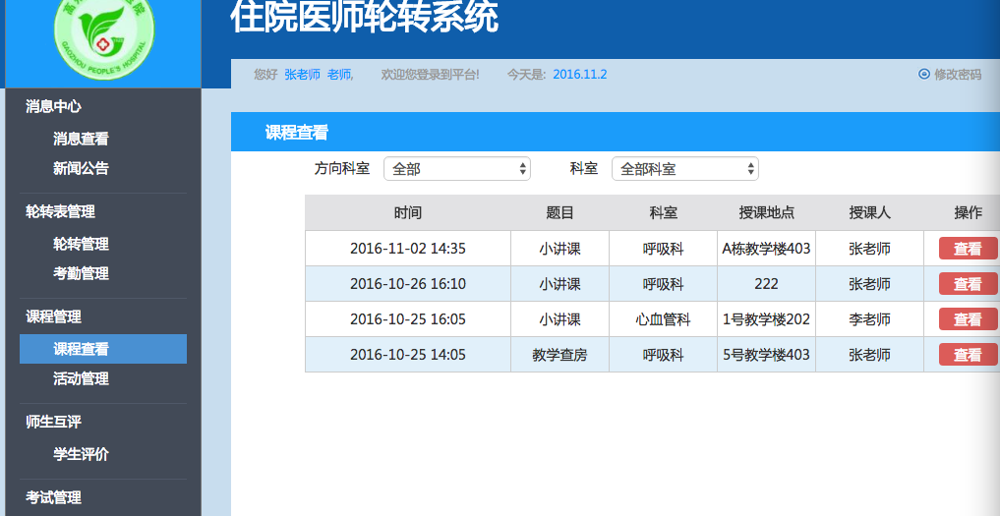 住院医师轮转系统
GAOZHOU PEOPLE'S HOSPITAL
您好 张老师 老师, 欢迎您登录到平台! 今天是: 2016.11.2 修改密码
消息中心
消息查看
新闻公告
轮转表管理
轮转管理
考勤管理
课程管理
课程查看
活动管理
师生互评
学生评价
考试管理
课程查看
方向科室 全部 科室 全部科室
时间 题目 科室 授课地点 授课人 操作
2016-11-02 14:35 小讲课 呼吸科 A栋教学楼403 张老师 查看
2016-10-26 16:10 小讲课 呼吸科 222 张老师 查看
2016-10-25 16:05 小讲课 心血管科 1号教学楼202 李老师 查看
2016-10-25 14:05 教学查房 呼吸科 5号教学楼403 张老师 查看